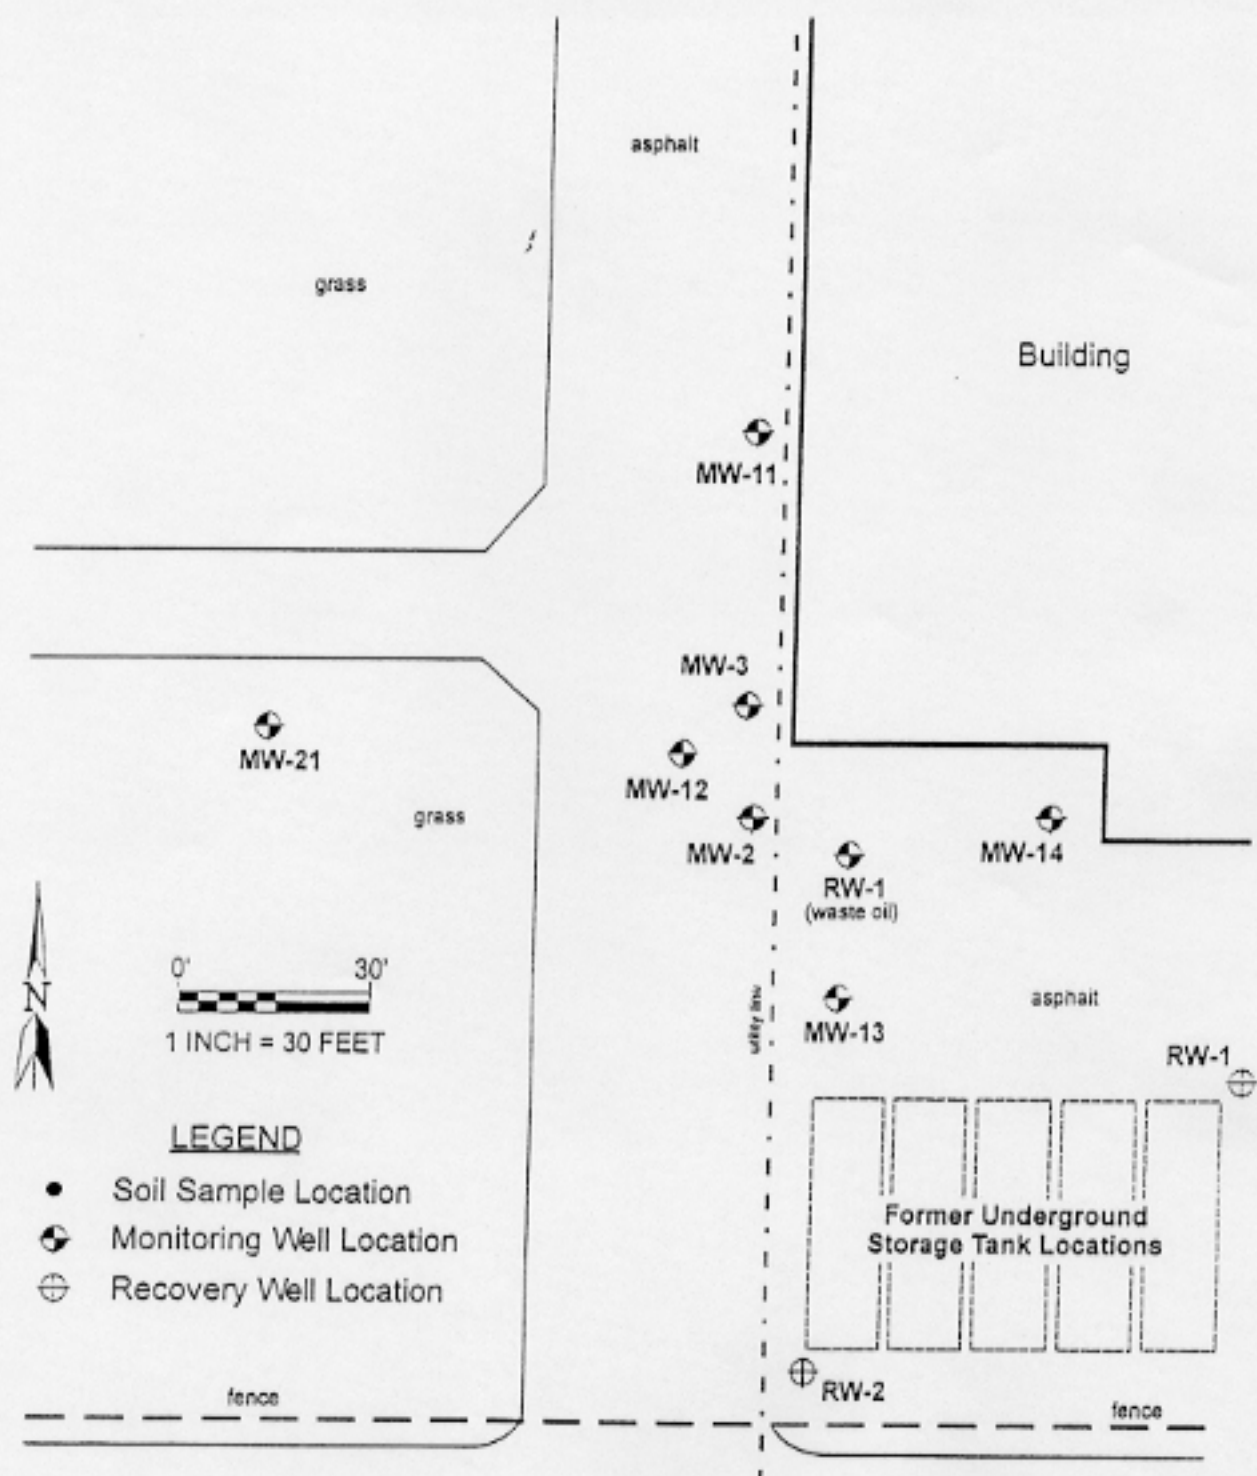 asphalt
grass
Building
MW-11
MW-3
MW-21
MW-12
grass
MW-2
MW-14
RW-1
(waste oil)
0' 30'
N
1 INCH = 30 FEET
utility line
asphalt
MW-13
RW-1
LEGEND
Soil Sample Location
Monitoring Well Location
Recovery Well Location
Former Underground
Storage Tank Locations
RW-2
fence
fence